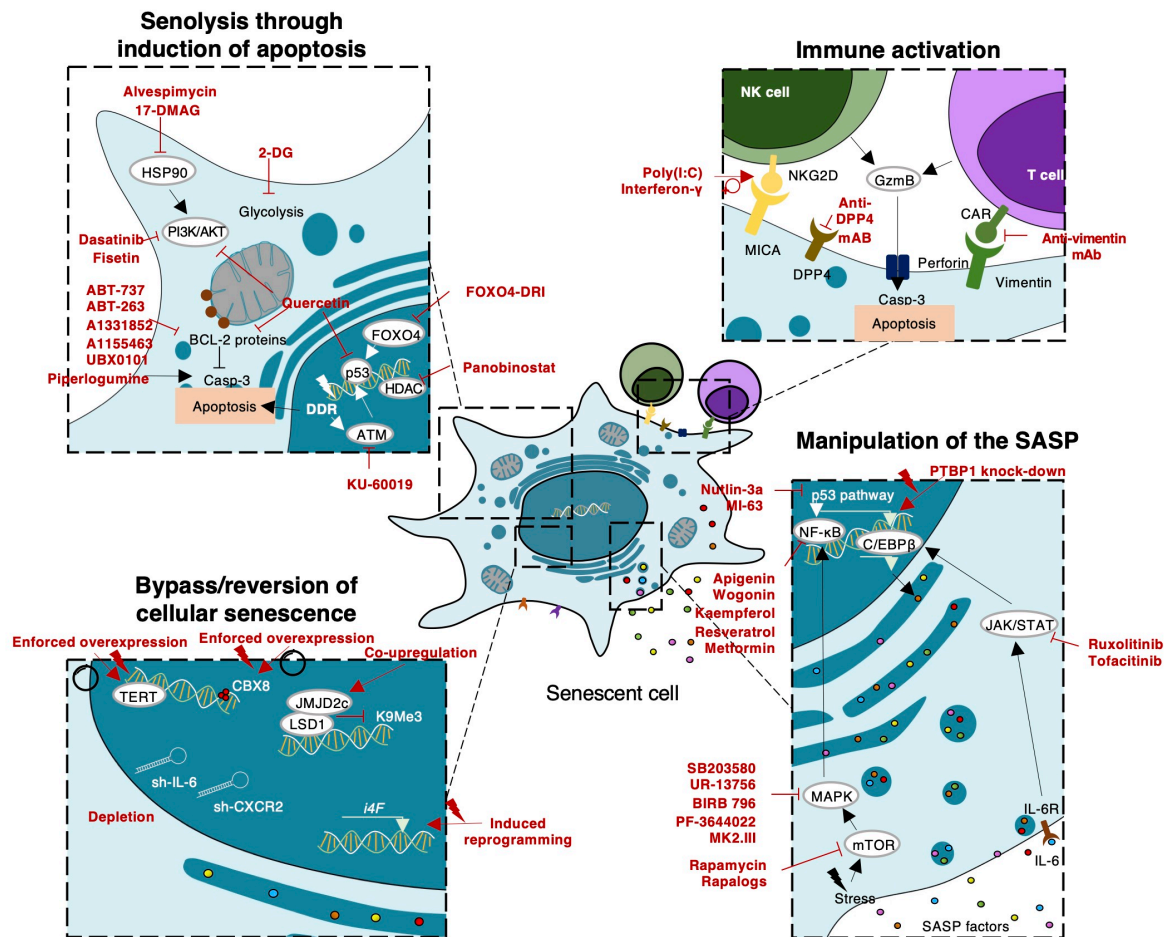 Senolysis through
induction of apoptosis
Alvespimycin
17-DMAG
HSP90
2-DG
Glycolysis
PI3K/AKT
Dasatinib
Fisetin
ABT-737
ABT-263
A1331852
A1155463
UBX0101
Piperlogumine
Quercetin
BCL-2 proteins
Casp-3
Apoptosis
FOXO4-DRI
FOXO4
p53
HDAC
Panobinostat
DDR
ATM
KU-60019
Immune activation
NK cell
T cell
Poly(I:C)
Interferon-γ
NKG2D
GzmB
Anti-
DPP4
mAB
CAR
Anti-vimentin
mAb
MICA
DPP4
Perforin
Vimentin
Casp-3
Apoptosis
Senescent cell
Bypass/reversion of
cellular senescence
Enforced overexpression
Enforced overexpression
Co-upregulation
TERT
CBX8
JMJD2c
LSD1
K9Me3
sh-IL-6
sh-CXCR2
Depletion
i4F
Induced
reprogramming
Manipulation of the SASP
PTBP1 knock-down
Nutlin-3a
MI-63
p53 pathway
NF-κB
C/EBPβ
Apigenin
Wogonin
Kaempferol
Resveratrol
Metformin
JAK/STAT
Ruxolitinib
Tofacitinib
SB203580
UR-13756
BIRB 796
PF-3644022
MK2.III
MAPK
mTOR
Rapamycin
Rapalogs
Stress
IL-6R
IL-6
SASP factors